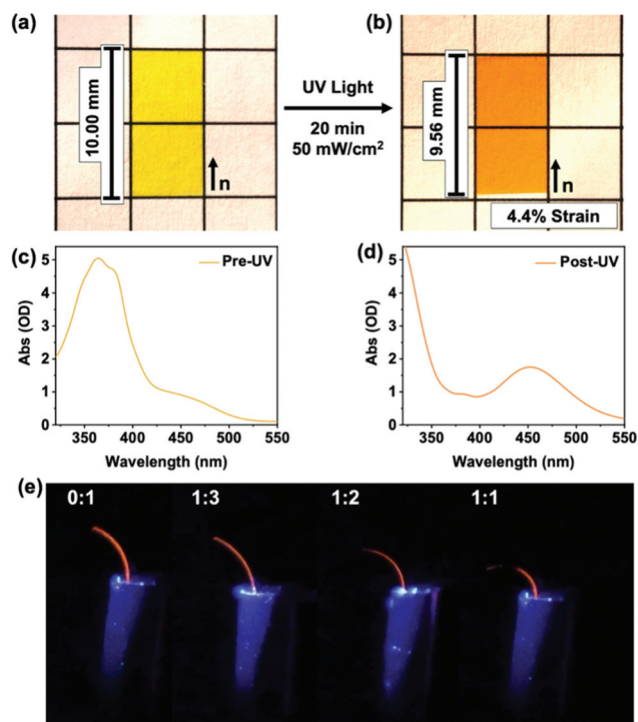 (a)
(b)
10.00 mm
n
UV Light
20 min
50 mW/cm²
9.56 mm
n
4.4% Strain
(c)
Pre-UV
Abs (OD)
5
4
3
2
1
0
350 400 450 500 550
Wavelength (nm)
(d)
Post-UV
Abs (OD)
5
4
3
2
1
0
350 400 450 500 550
Wavelength (nm)
(e)
0:1 1:3 1:2 1:1